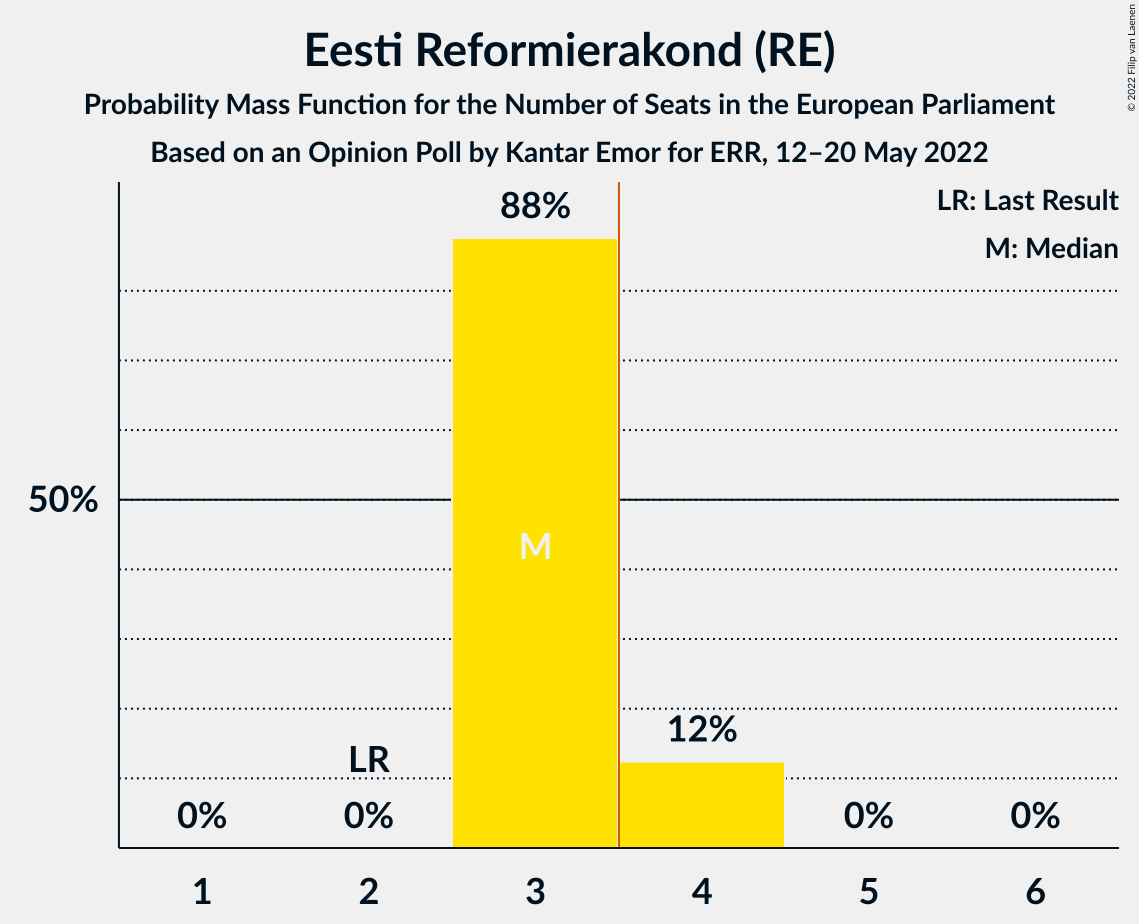 Eesti Reformierakond (RE)
Probability Mass Function for the Number of Seats in the European Parliament
Based on an Opinion Poll by Kantar Emor for ERR, 12–20 May 2022
© 2022 Filip van Laenen
LR: Last Result
M: Median
88%
50%
M
12%
LR
0%
0%
0%
0%
1
2
3
4
5
6